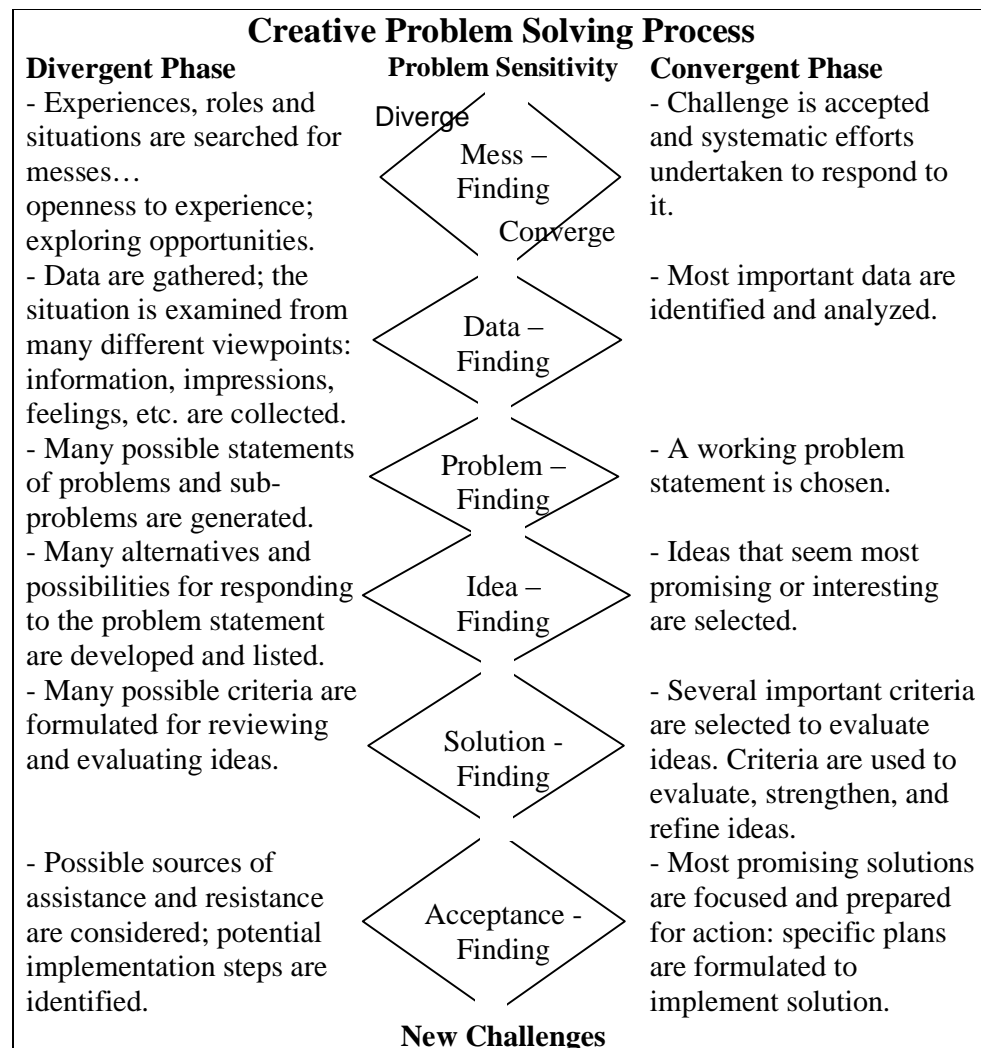 Creative Problem Solving Process
Divergent Phase
- Experiences, roles and
situations are searched for
messes…
openness to experience;
exploring opportunities.
- Data are gathered; the
situation is examined from
many different viewpoints:
information, impressions,
feelings, etc. are collected.
- Many possible statements
of problems and sub-
problems are generated.
- Many alternatives and
possibilities for responding
to the problem statement
are developed and listed.
- Many possible criteria are
formulated for reviewing
and evaluating ideas.
- Possible sources of
assistance and resistance
are considered; potential
implementation steps are
identified.
Problem Sensitivity
Diverge
Mess –
Finding
Converge
Data –
Finding
Problem –
Finding
Idea –
Finding
Solution -
Finding
Acceptance -
Finding
New Challenges
Convergent Phase
- Challenge is accepted
and systematic efforts
undertaken to respond to
it.
- Most important data are
identified and analyzed.
- A working problem
statement is chosen.
- Ideas that seem most
promising or interesting
are selected.
- Several important criteria
are selected to evaluate
ideas. Criteria are used to
evaluate, strengthen, and
refine ideas.
- Most promising solutions
are focused and prepared
for action: specific plans
are formulated to
implement solution.